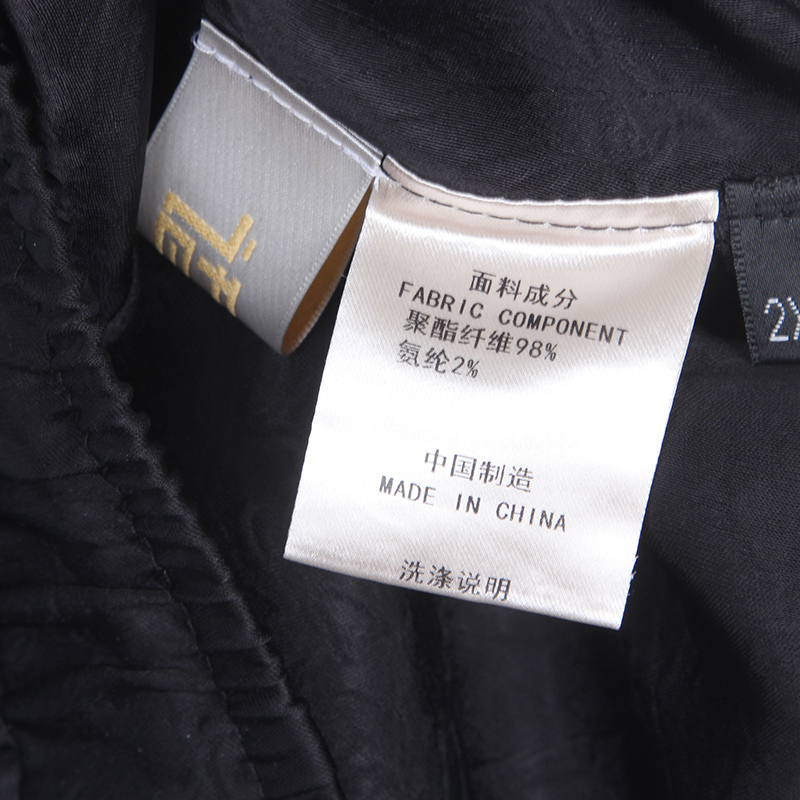 面料成分
FABRIC COMPONENT
聚酯纤维98%
氨纶2%
中国制造
MADE IN CHINA
洗涤说明
2X